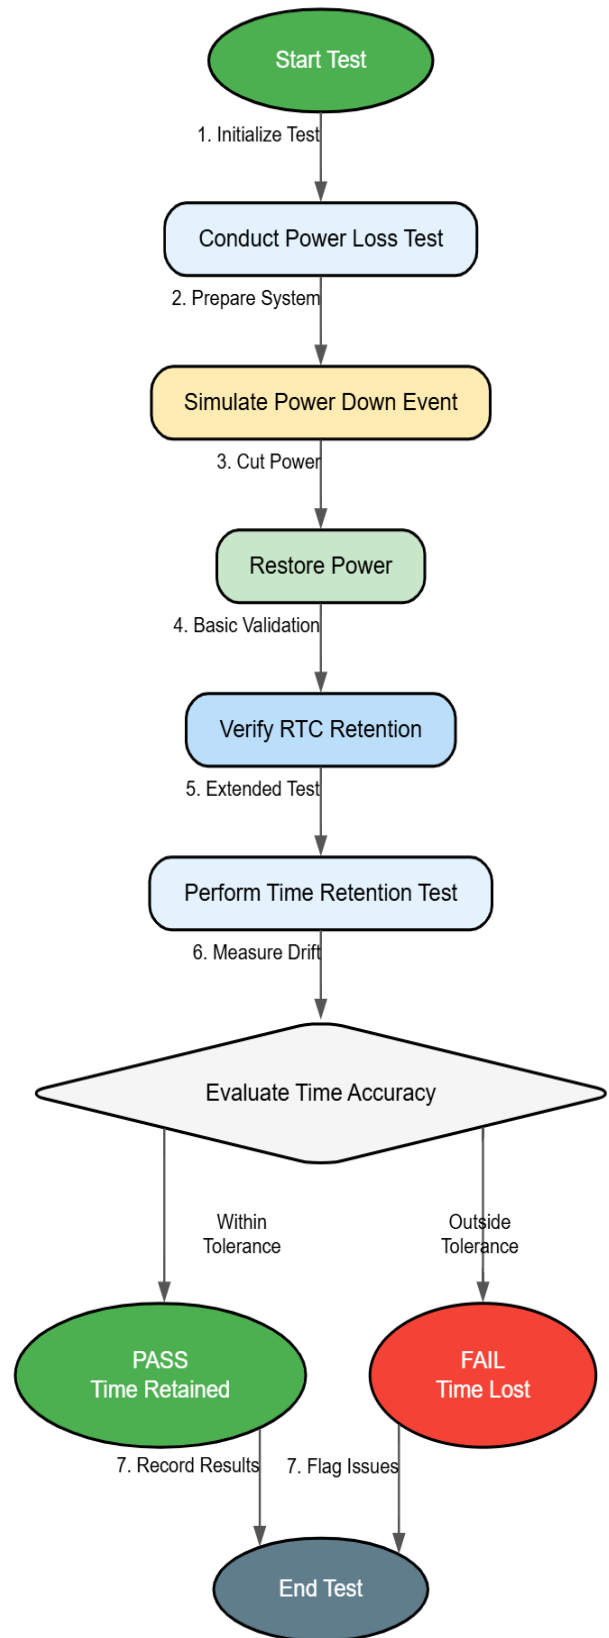 Start Test
1. Initialize Test
Conduct Power Loss Test
2. Prepare System
Simulate Power Down Event
3. Cut Power
Restore Power
4. Basic Validation
Verify RTC Retention
5. Extended Test
Perform Time Retention Test
6. Measure Drift
Evaluate Time Accuracy
Within
Tolerance
Outside
Tolerance
PASS
Time Retained
FAIL
Time Lost
7. Record Results
7. Flag Issues
End Test